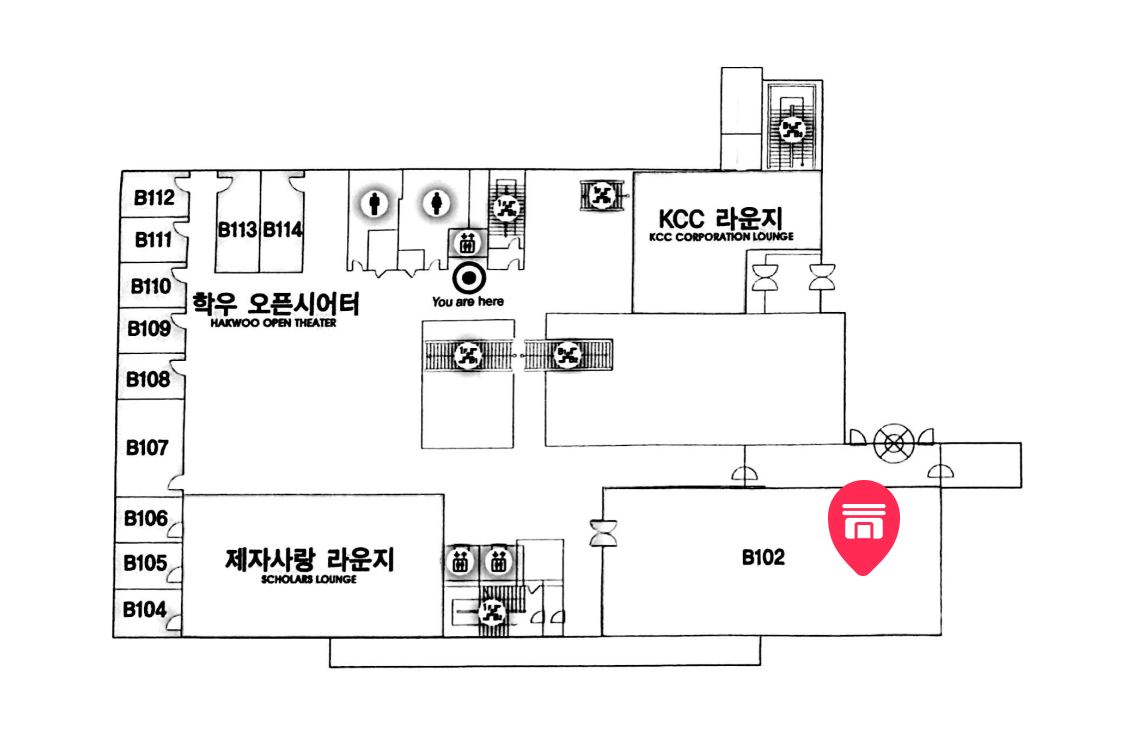 B112
B113
B114
KCC 라운지
KCC CORPORATION LOUNGE
B111
B110
학우 오픈시어터
HAKWOO OPEN THEATER
You are here
B109
B108
B107
B106
제자사랑 라운지
SCHOLARS LOUNGE
B105
B102
B104